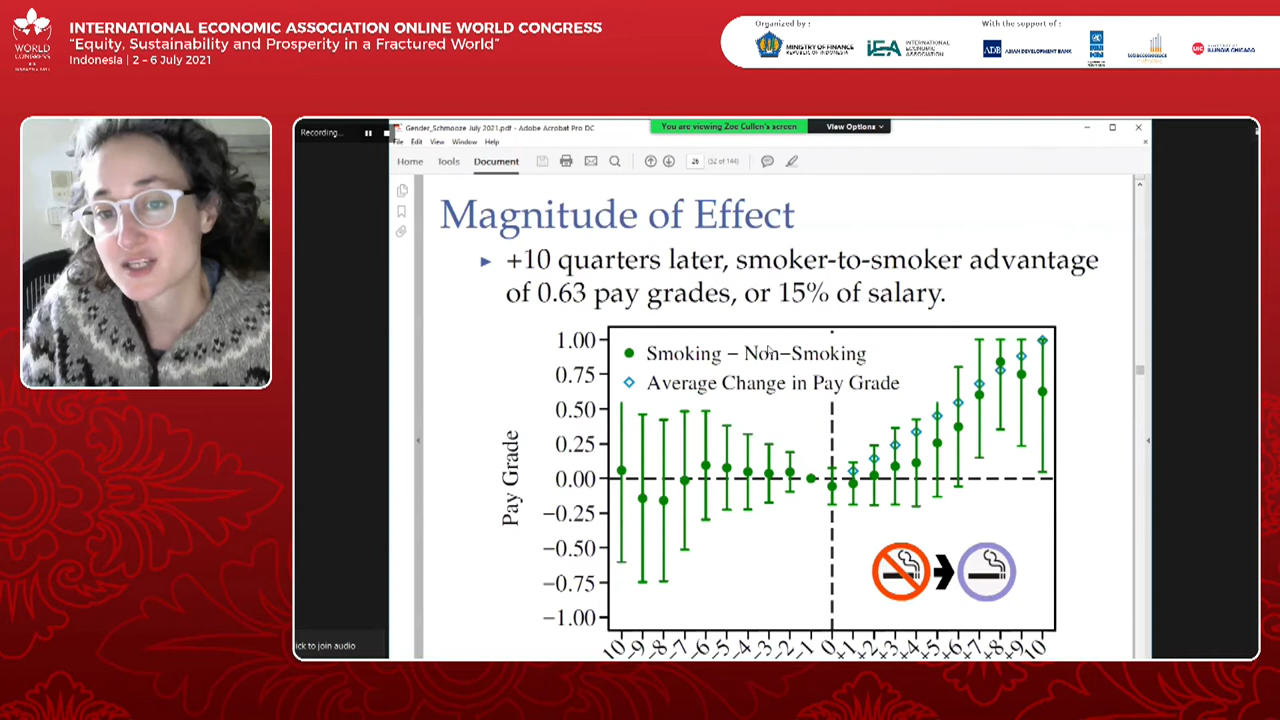 INTERNATIONAL ECONOMIC ASSOCIATION ONLINE WORLD CONGRESS
"Equity, Sustainability and Prosperity in a Fractured World"
Indonesia | 2 - 6 July 2021
WORLD
CONGRESS
Organized by :
MINISTRY OF FINANCE
REPUBLIC OF INDONESIA
iEA
INTERNATIONAL
ECONOMIC
ASSOCIATION
With the support of :
ADB
ASIAN DEVELOPMENT BANK
UIC
ILLINOIS CHICAGO
Recording...
Gender_Schmooze July 2021.pdf - Adobe Acrobat Pro DC
You are viewing Zoe Cullen's screen
View Options
File Edit View Window Help
Home Tools Document
26 (32 of 144)
Magnitude of Effect
+10 quarters later, smoker-to-smoker advantage
of 0.63 pay grades, or 15% of salary.
Smoking − Non−Smoking
Average Change in Pay Grade
Pay Grade
1.00
0.75
0.50
0.25
0.00
−0.25
−0.50
−0.75
−1.00
−10 −9 −8 −7 −6 −5 −4 −3 −2 −1 0 +1 +2 +3 +4 +5 +6 +7 +8 +9 +10
ick to join audio